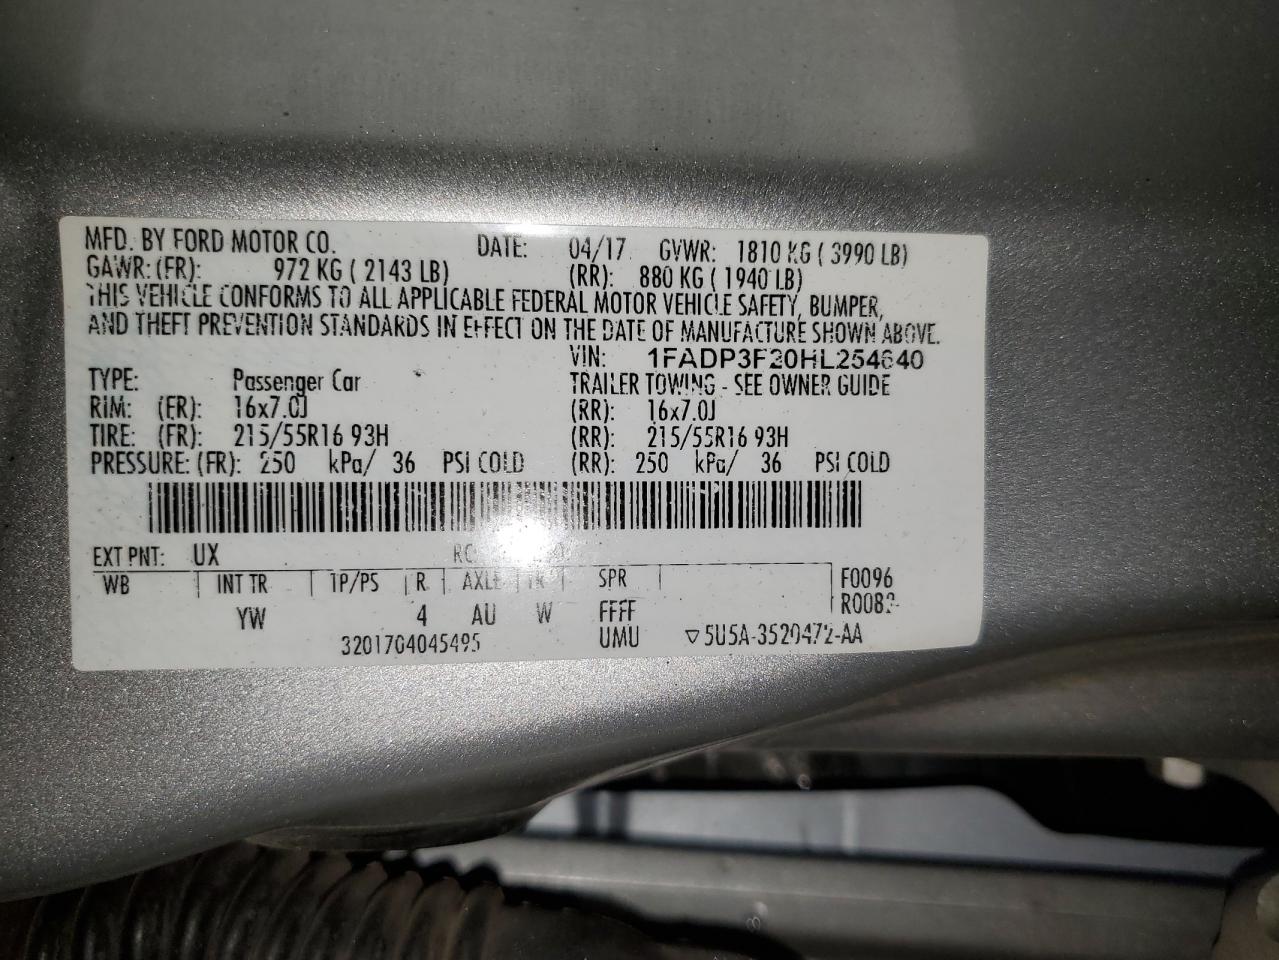 MFD. BY FORD MOTOR CO. DATE: 04/17 GVWR: 1810 KG ( 3990 LB)
GAWR: (FR): 972 KG ( 2143 LB) (RR): 880 KG ( 1940 LB)
THIS VEHICLE CONFORMS TO ALL APPLICABLE FEDERAL MOTOR VEHICLE SAFETY, BUMPER,
AND THEFT PREVENTION STANDARDS IN EFFECT ON THE DATE OF MANUFACTURE SHOWN ABOVE.
VIN: 1FADP3F20HL254640
TYPE: Passenger Car TRAILER TOWING - SEE OWNER GUIDE
RIM: (FR): 16x7.0J (RR): 16x7.0J
TIRE: (FR): 215/55R16 93H (RR): 215/55R16 93H
PRESSURE: (FR): 250 kPa/ 36 PSI COLD (RR): 250 kPa/ 36 PSI COLD
EXT PNT: UX
WB INT TR TP/PS R AXLE TR SPR F0096
YW 4 AU W FFFF
3201704045495 UMU ▽5U5A-3520472-AA